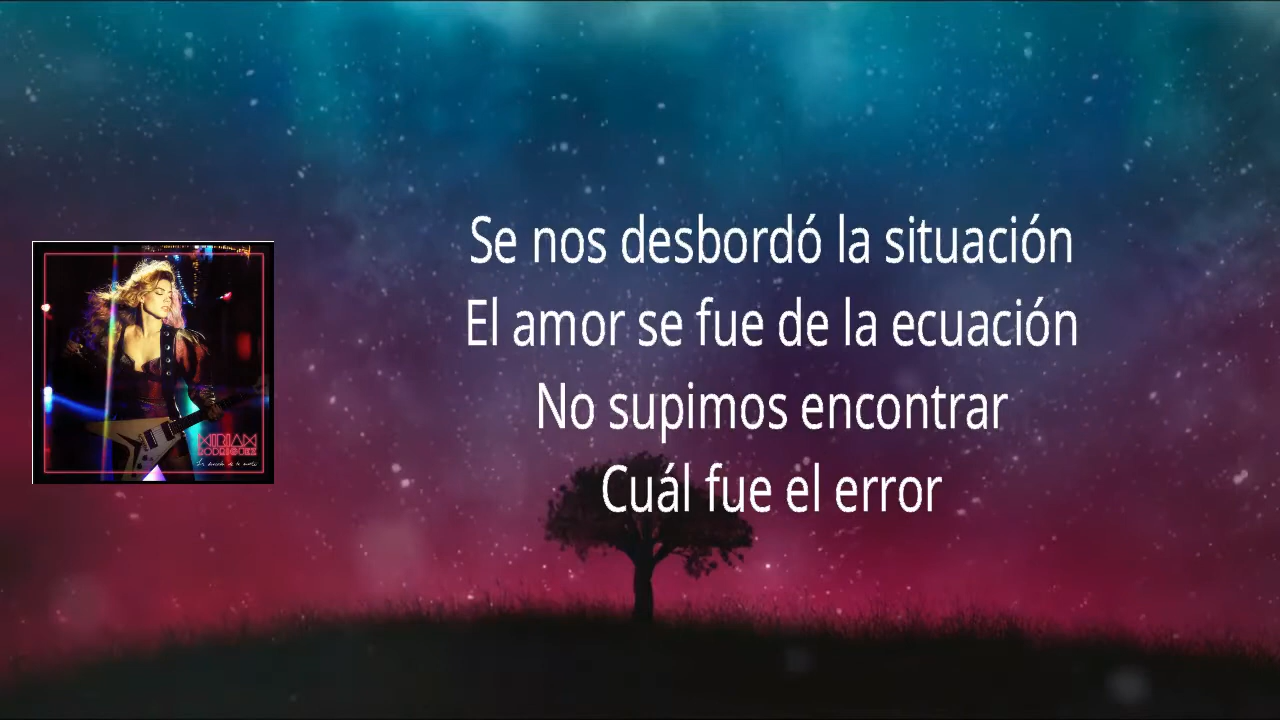 Se nos desbordó la situación
El amor se fue de la ecuación
No supimos encontrar
Cuál fue el error
MIRIAM
RODRÍGUEZ